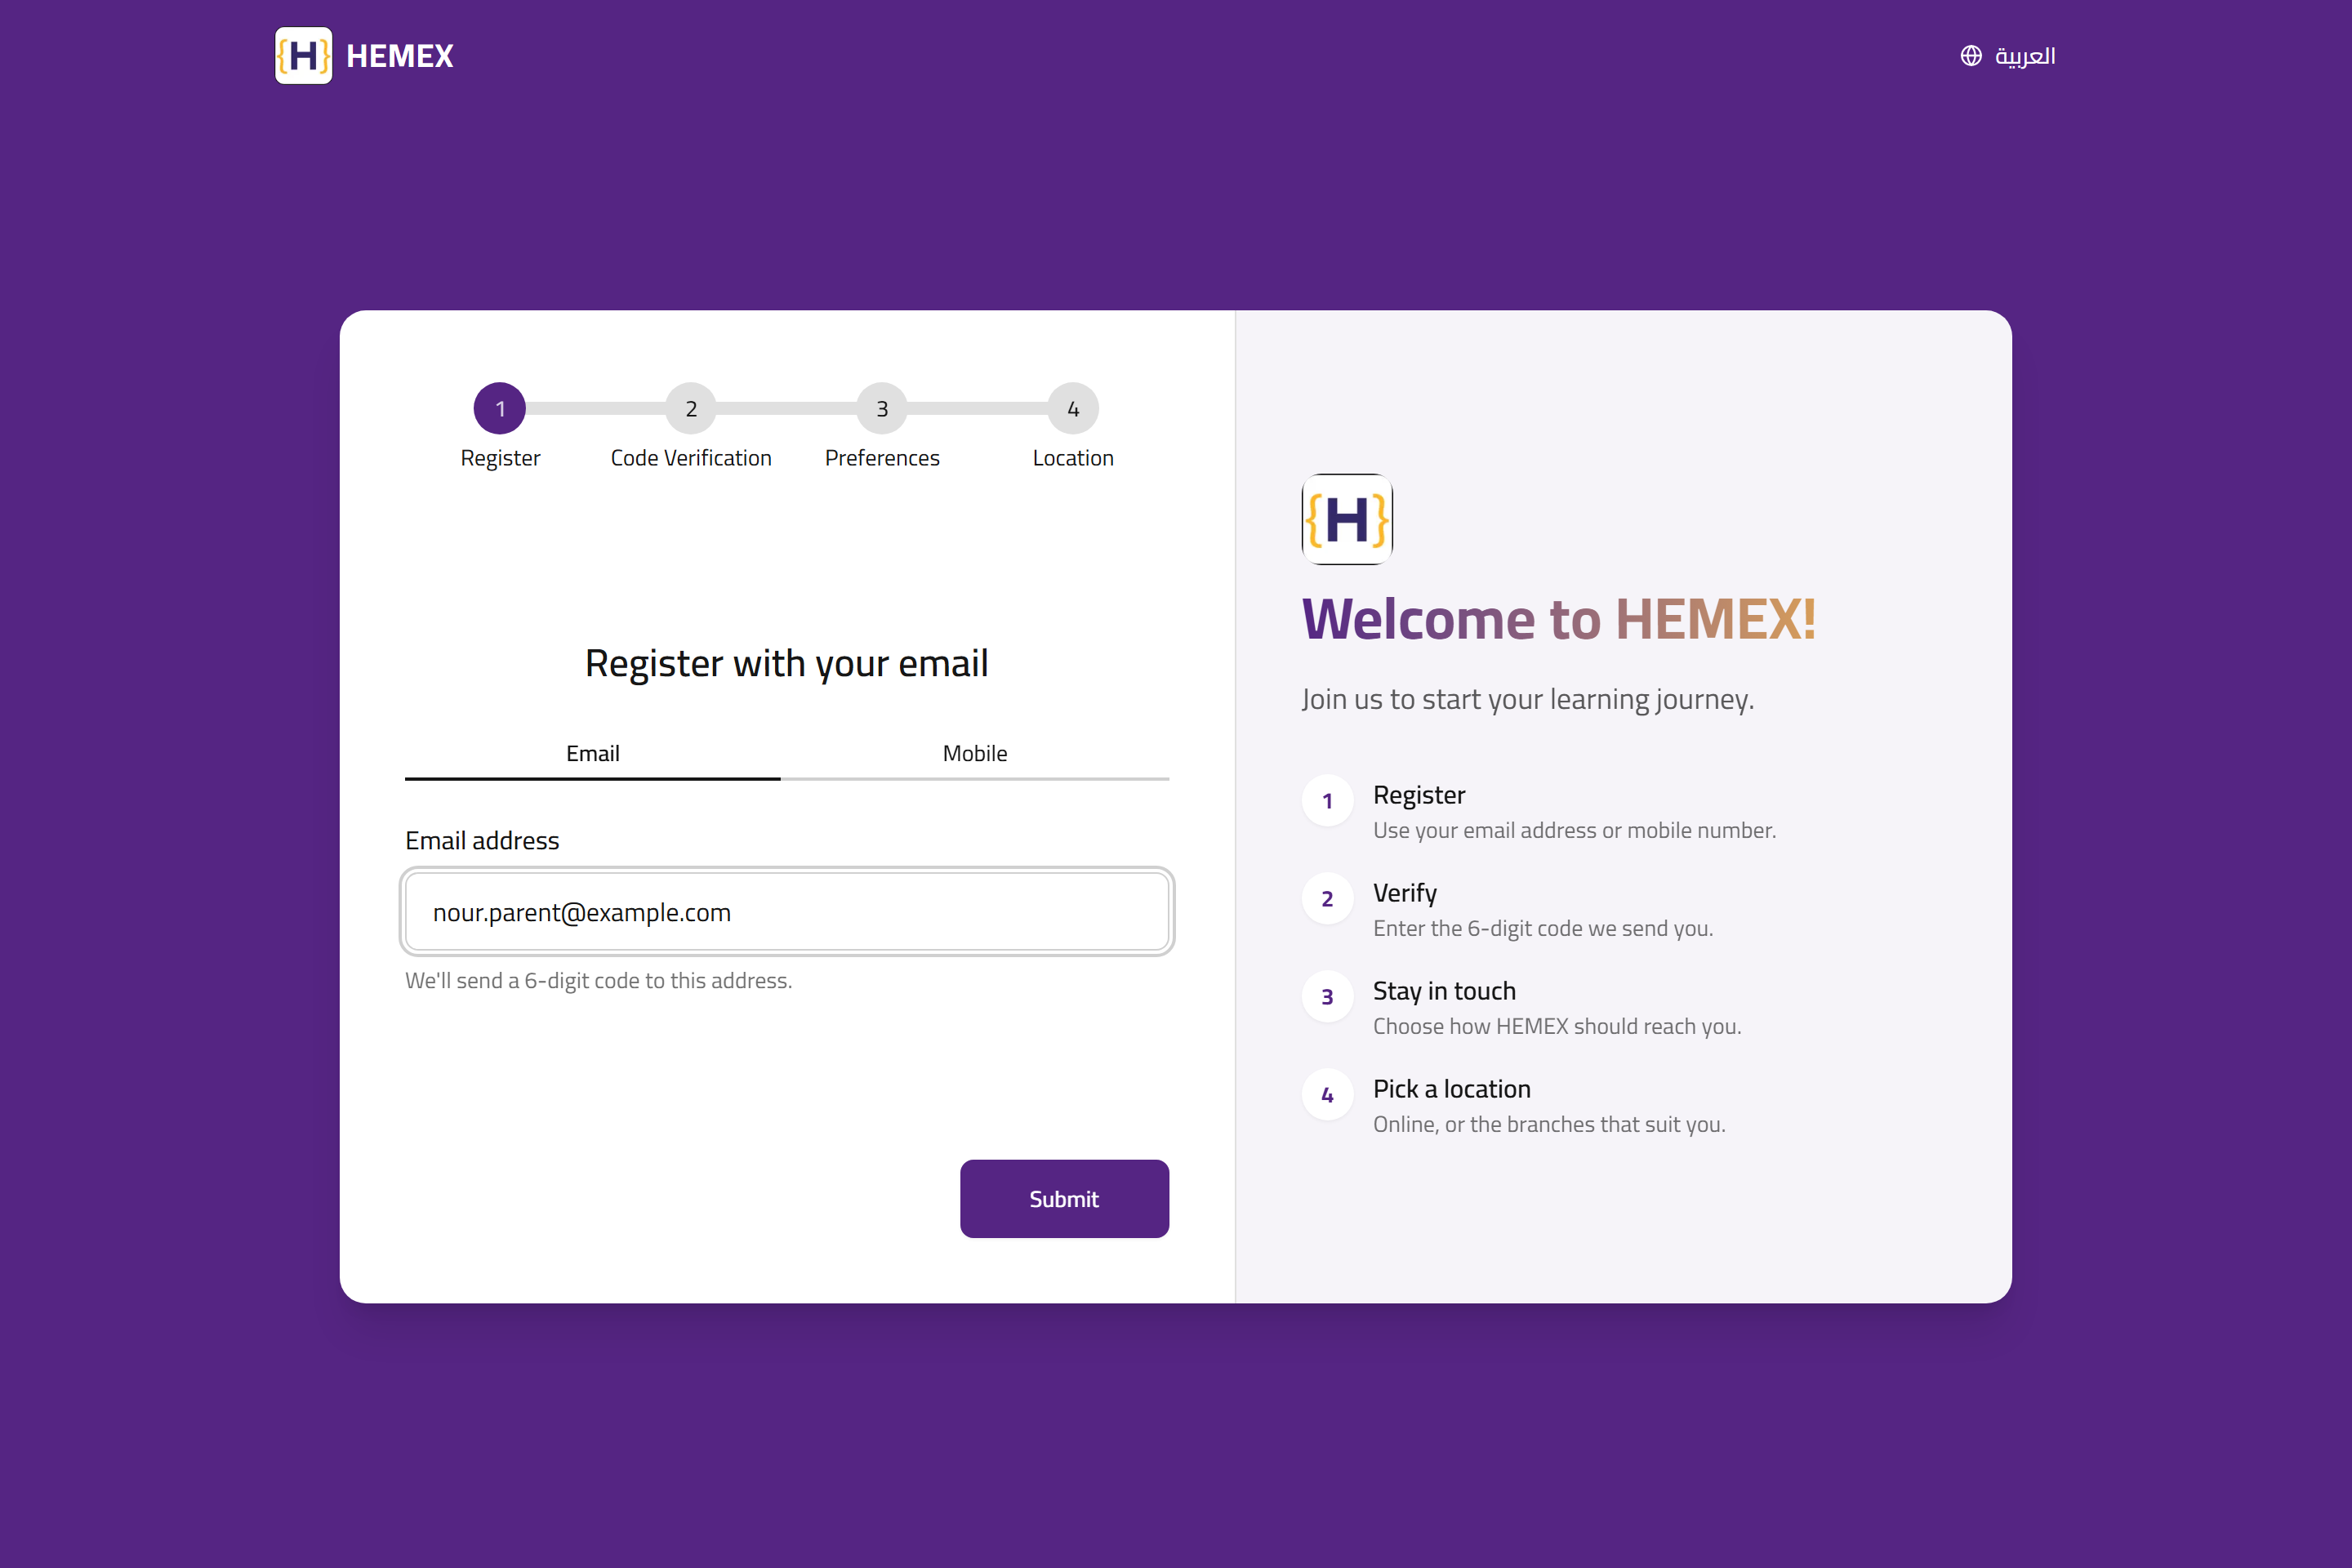 {H} HEMEX
العربية
1
2
3
4
Register
Code Verification
Preferences
Location
Register with your email
Email
Mobile
Email address
nour.parent@example.com
We'll send a 6-digit code to this address.
Submit
{H}
Welcome to HEMEX!
Join us to start your learning journey.
1
Register
Use your email address or mobile number.
2
Verify
Enter the 6-digit code we send you.
3
Stay in touch
Choose how HEMEX should reach you.
4
Pick a location
Online, or the branches that suit you.